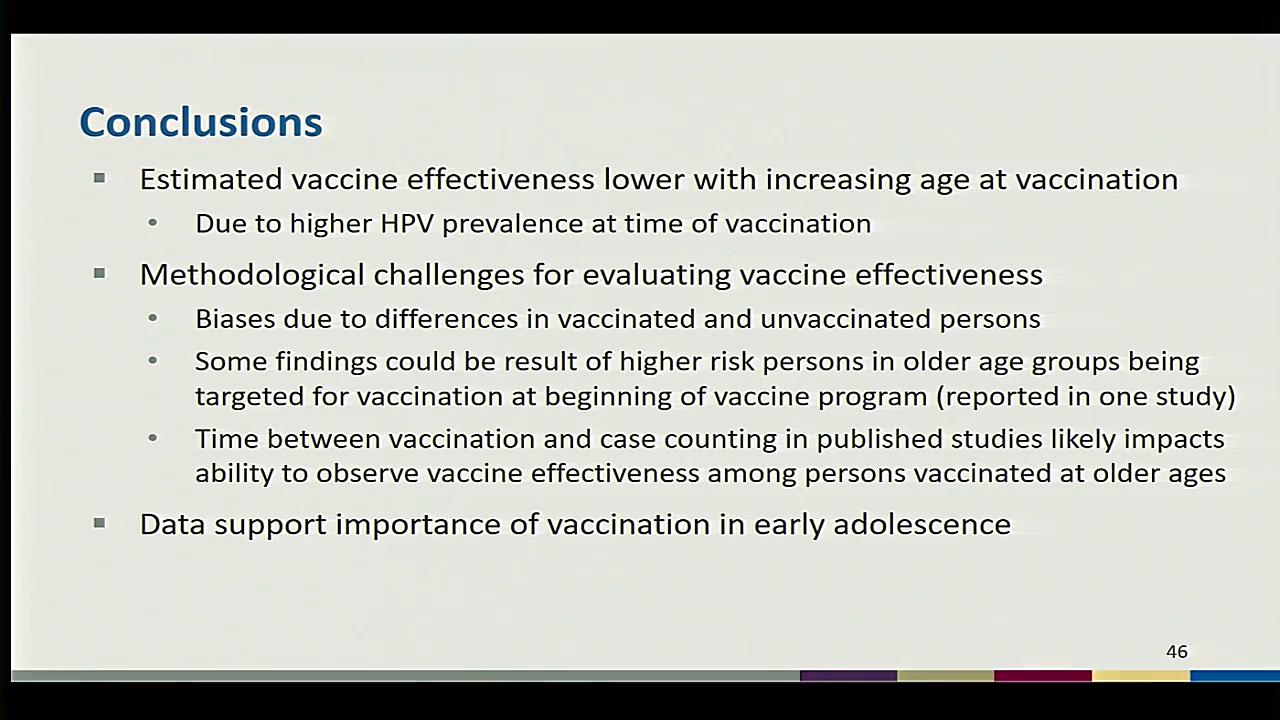 Conclusions
▪ Estimated vaccine effectiveness lower with increasing age at vaccination
• Due to higher HPV prevalence at time of vaccination
▪ Methodological challenges for evaluating vaccine effectiveness
• Biases due to differences in vaccinated and unvaccinated persons
• Some findings could be result of higher risk persons in older age groups being
targeted for vaccination at beginning of vaccine program (reported in one study)
• Time between vaccination and case counting in published studies likely impacts
ability to observe vaccine effectiveness among persons vaccinated at older ages
▪ Data support importance of vaccination in early adolescence
46